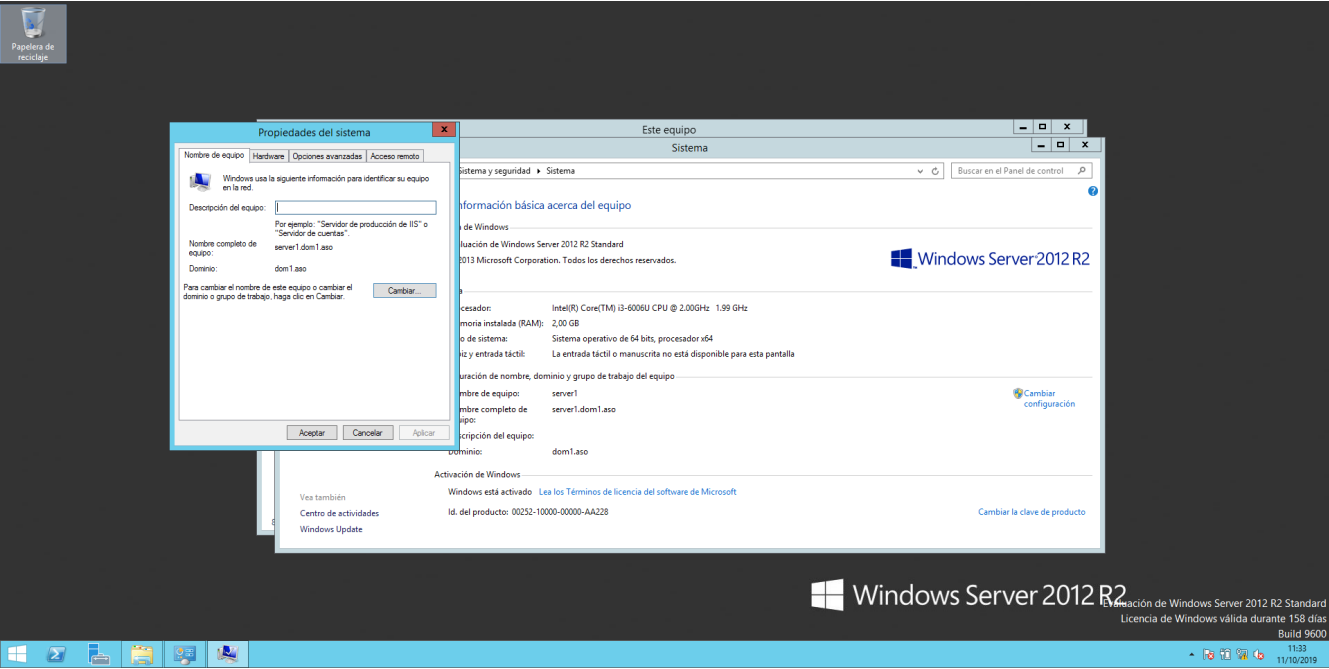 Papelera de
reciclaje
Propiedades del sistema
Nombre de equipo
Hardware
Opciones avanzadas
Acceso remoto
Windows usa la siguiente información para identificar su equipo
en la red.
Descripción del equipo:
Por ejemplo: "Servidor de producción de IIS" o
"Servidor de cuentas".
Nombre completo de
equipo:
server1.dom1.aso
Dominio:
dom1.aso
Para cambiar el nombre de este equipo o cambiar el
dominio o grupo de trabajo, haga clic en Cambiar.
Cambiar...
Aceptar
Cancelar
Aplicar
Este equipo
Sistema
Sistema y seguridad
Sistema
Buscar en el Panel de control
nformación básica acerca del equipo
de Windows
luación de Windows Server 2012 R2 Standard
2013 Microsoft Corporation. Todos los derechos reservados.
Windows Server 2012 R2
cesador: Intel(R) Core(TM) i3-6006U CPU @ 2.00GHz 1.99 GHz
moria instalada (RAM): 2,00 GB
o de sistema: Sistema operativo de 64 bits, procesador x64
iz y entrada táctil: La entrada táctil o manuscrita no está disponible para esta pantalla
uración de nombre, dominio y grupo de trabajo del equipo
mbre de equipo: server1
Cambiar
configuración
mbre completo de
ipo:
server1.dom1.aso
scripción del equipo:
Dominio: dom1.aso
Activación de Windows
Windows está activado Lea los Términos de licencia del software de Microsoft
Id. del producto: 00252-10000-00000-AA228
Cambiar la clave de producto
Vea también
Centro de actividades
Windows Update
Windows Server 2012 R2
Evaluación de Windows Server 2012 R2 Standard
Licencia de Windows válida durante 158 días
Build 9600
11:33
11/10/2019